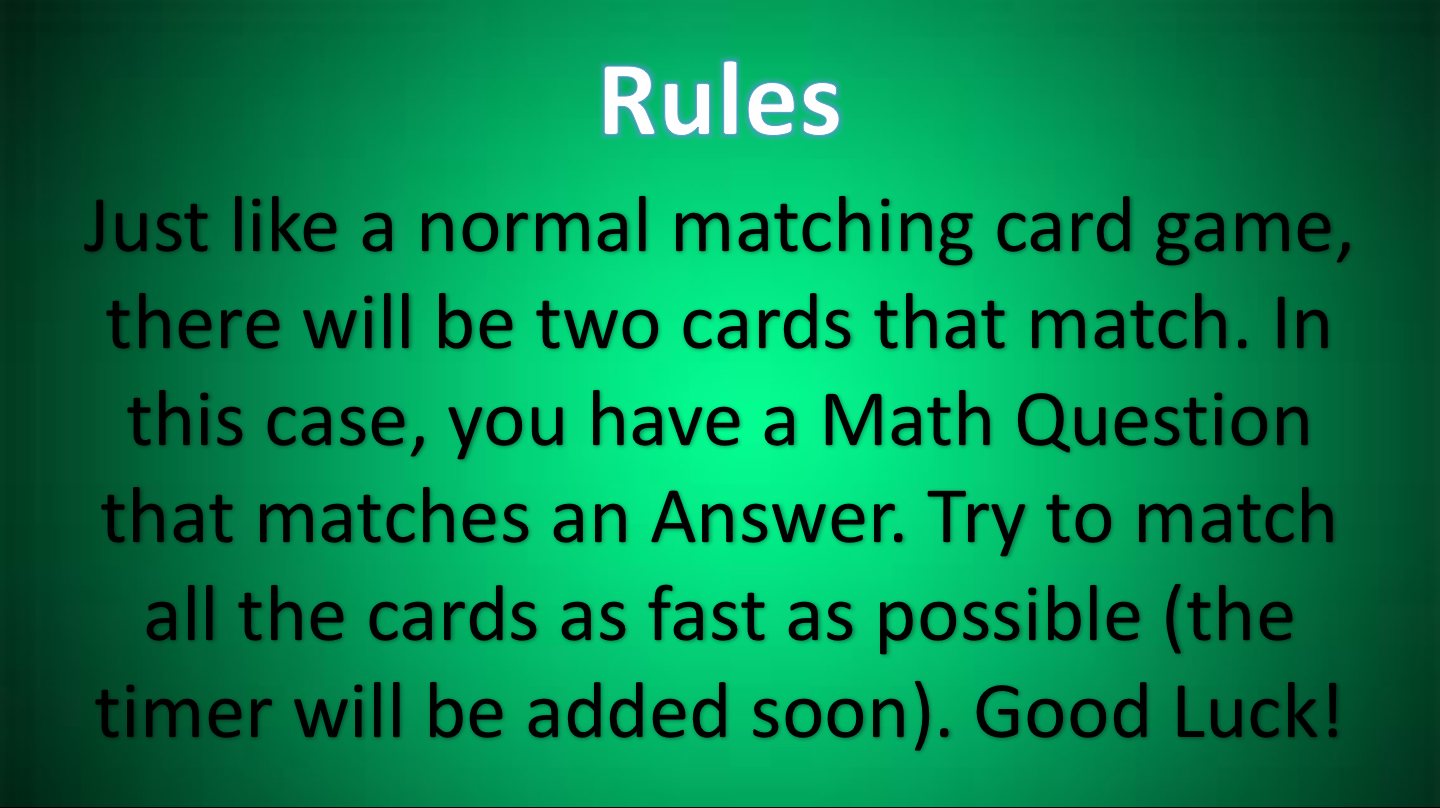 Rules
Just like a normal matching card game,
there will be two cards that match. In
this case, you have a Math Question
that matches an Answer. Try to match
all the cards as fast as possible (the
timer will be added soon). Good Luck!